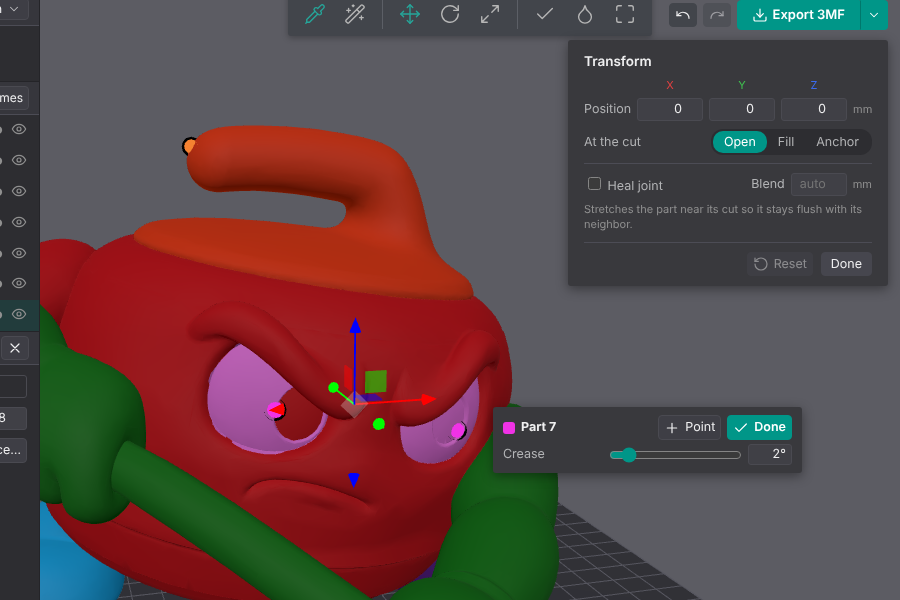 Export 3MF
Transform
X Y Z
Position 0 0 0 mm
At the cut Open Fill Anchor
mes
Heal joint Blend auto mm
Stretches the part near its cut so it stays flush with its
neighbor.
Reset Done
8
ce...
Part 7 + Point Done
Crease 2°